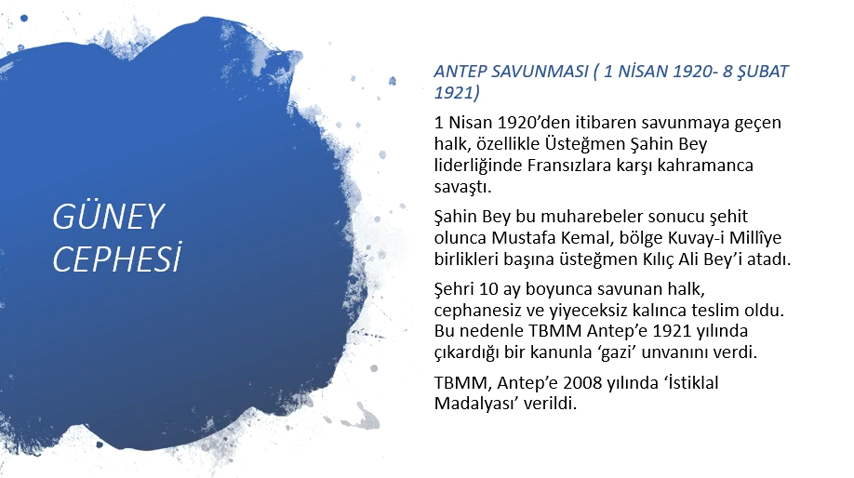 GÜNEY
CEPHESİ
ANTEP SAVUNMASI ( 1 NİSAN 1920- 8 ŞUBAT
1921)
1 Nisan 1920’den itibaren savunmaya geçen
halk, özellikle Üsteğmen Şahin Bey
liderliğinde Fransızlara karşı kahramanca
savaştı.
Şahin Bey bu muharebeler sonucu şehit
olunca Mustafa Kemal, bölge Kuvay-i Millîye
birlikleri başına üsteğmen Kılıç Ali Bey’i atadı.
Şehri 10 ay boyunca savunan halk,
cephanesiz ve yiyeceksiz kalınca teslim oldu.
Bu nedenle TBMM Antep’e 1921 yılında
çıkardığı bir kanunla ‘gazi’ unvanını verdi.
TBMM, Antep’e 2008 yılında ‘İstiklal
Madalyası’ verildi.